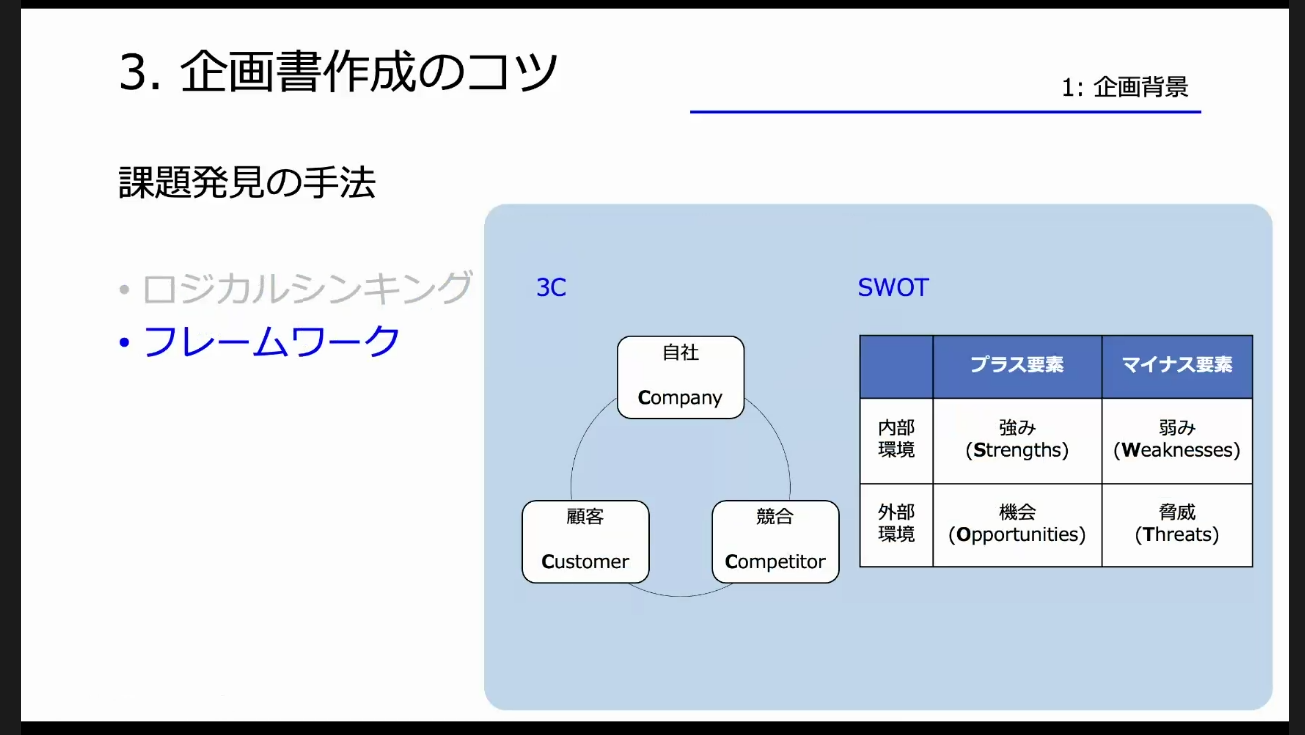 3. 企画書作成のコツ
1: 企画背景
課題発見の手法
• ロジカルシンキング
• フレームワーク
3C
自社
Company
顧客
Customer
競合
Competitor
SWOT
プラス要素 マイナス要素
内部
環境
強み
(Strengths)
弱み
(Weaknesses)
外部
環境
機会
(Opportunities)
脅威
(Threats)